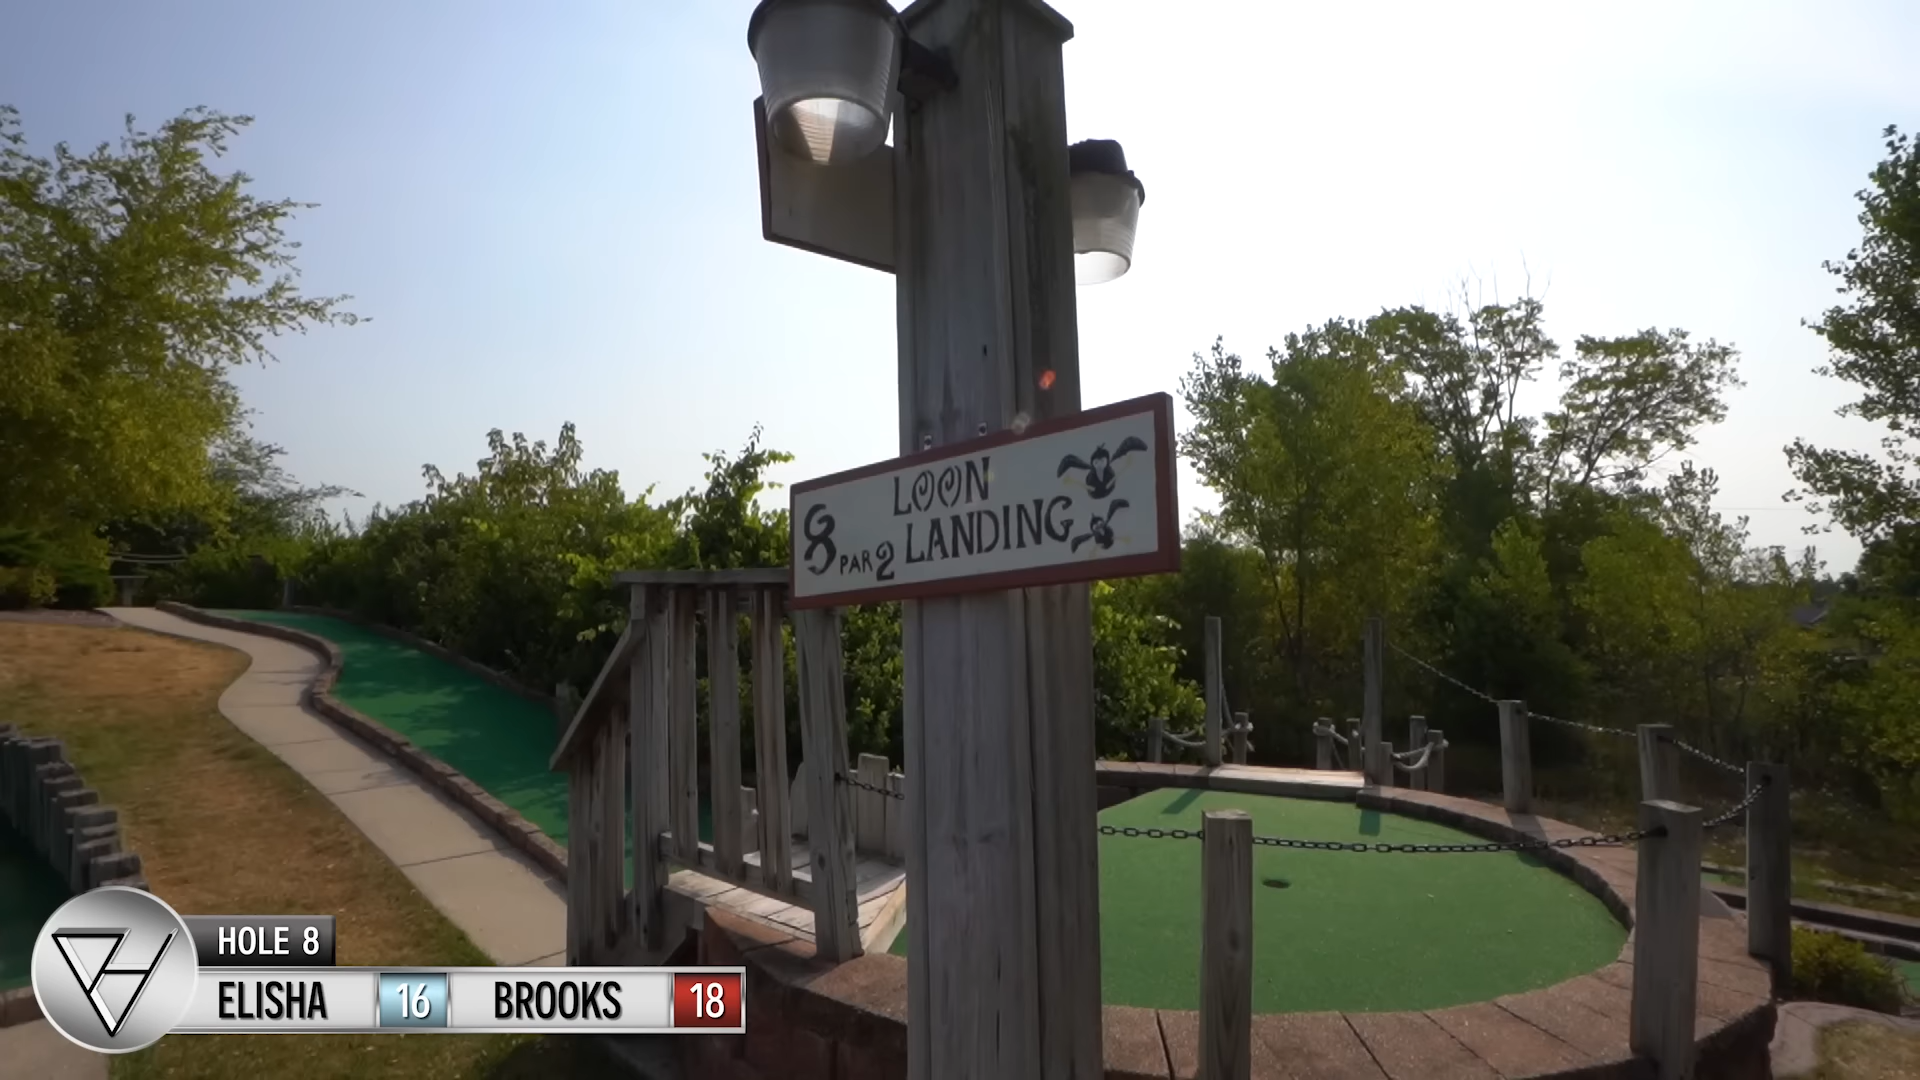 LOON
LANDING
8 PAR 2
HOLE 8
ELISHA 16 BROOKS 18